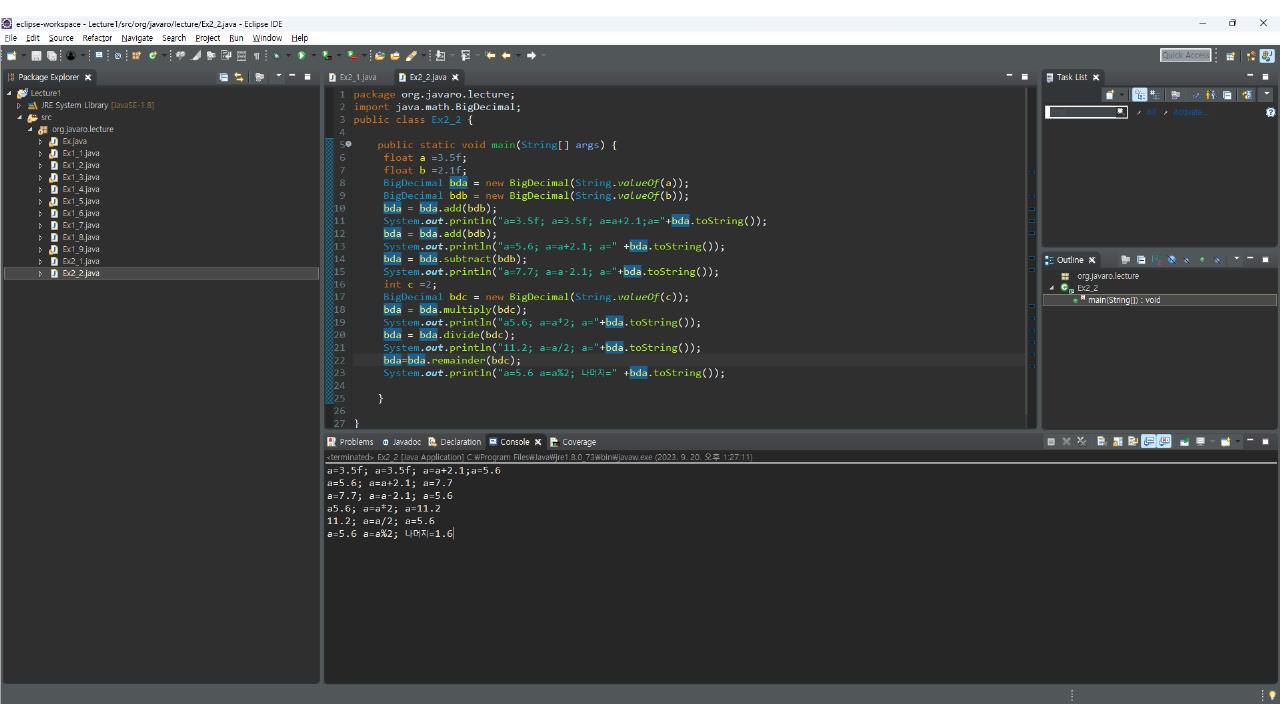 eclipse-workspace - Lecture1/src/org/javaro/lecture/Ex2_2.java - Eclipse IDE
File Edit Source Refactor Navigate Search Project Run Window Help
Quick Access
Package Explorer
Lecture1
JRE System Library [JavaSE-1.8]
src
org.javaro.lecture
Ex.java
Ex1_1.java
Ex1_2.java
Ex1_3.java
Ex1_4.java
Ex1_5.java
Ex1_6.java
Ex1_7.java
Ex1_8.java
Ex1_9.java
Ex2_1.java
Ex2_2.java
Ex2_1.java Ex2_2.java
1 package org.javaro.lecture;
2 import java.math.BigDecimal;
3 public class Ex2_2 {
4
5 public static void main(String[] args) {
6 float a =3.5f;
7 float b =2.1f;
8 BigDecimal bda = new BigDecimal(String.valueOf(a));
9 BigDecimal bdb = new BigDecimal(String.valueOf(b));
10 bda = bda.add(bdb);
11 System.out.println("a=3.5f; a=3.5f; a=a+2.1;a="+bda.toString());
12 bda = bda.add(bdb);
13 System.out.println("a=5.6; a=a+2.1; a=" +bda.toString());
14 bda = bda.subtract(bdb);
15 System.out.println("a=7.7; a=a-2.1; a="+bda.toString());
16 int c =2;
17 BigDecimal bdc = new BigDecimal(String.valueOf(c));
18 bda = bda.multiply(bdc);
19 System.out.println("a5.6; a=a*2; a="+bda.toString());
20 bda = bda.divide(bdc);
21 System.out.println("11.2; a=a/2; a="+bda.toString());
22 bda=bda.remainder(bdc);
23 System.out.println("a=5.6 a=a%2; 나머지=" +bda.toString());
24
25 }
26
27 }
Task List
All Activate...
Outline
org.javaro.lecture
Ex2_2
main(String[]) : void
Problems Javadoc Declaration Console Coverage
<terminated> Ex2_2 [Java Application] C:₩Program Files₩Java₩jre1.8.0_73₩bin₩javaw.exe (2023. 9. 20. 오후 1:27:11)
a=3.5f; a=3.5f; a=a+2.1;a=5.6
a=5.6; a=a+2.1; a=7.7
a=7.7; a=a-2.1; a=5.6
a5.6; a=a*2; a=11.2
11.2; a=a/2; a=5.6
a=5.6 a=a%2; 나머지=1.6